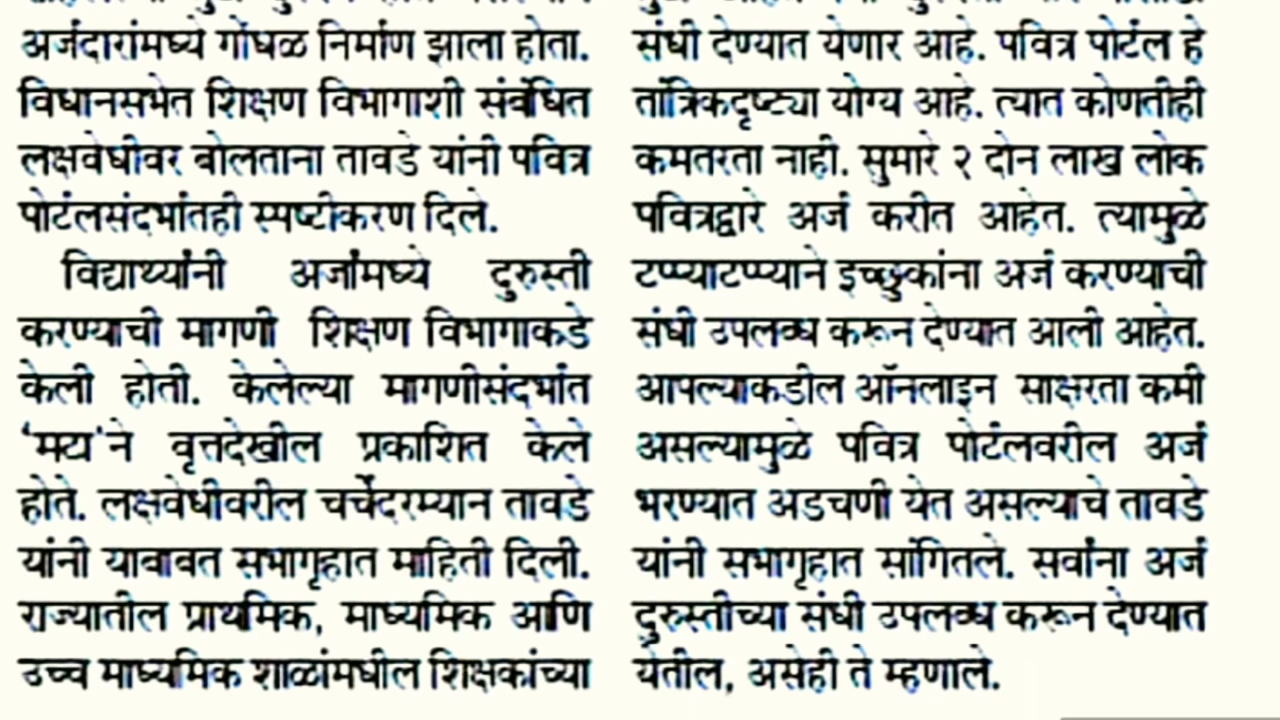 अर्जदारांमध्ये गोंधळ निर्माण झाला होता.
विधानसभेत शिक्षण विभागाशी संबंधित
लक्षवेधीवर बोलताना तावडे यांनी पवित्र
पोर्टलसंदर्भातही स्पष्टीकरण दिले.
विद्यार्थ्यांनी अर्जामध्ये दुरुस्ती
करण्याची मागणी शिक्षण विभागाकडे
केली होती. केलेल्या मागणीसंदर्भात
‘मटा’ने वृत्तदेखील प्रकाशित केले
होते. लक्षवेधीवरील चर्चेदरम्यान तावडे
यांनी याबाबत सभागृहात माहिती दिली.
राज्यातील प्राथमिक, माध्यमिक आणि
उच्च माध्यमिक शाळांमधील शिक्षकांच्या
संधी देण्यात येणार आहे. पवित्र पोर्टल हे
तांत्रिकदृष्ट्या योग्य आहे. त्यात कोणतीही
कमतरता नाही. सुमारे २ दोन लाख लोक
पवित्रद्वारे अर्ज करीत आहेत. त्यामुळे
टप्प्याटप्प्याने इच्छुकांना अर्ज करण्याची
संधी उपलब्ध करून देण्यात आली आहेत.
आपल्याकडील ऑनलाइन साक्षरता कमी
असल्यामुळे पवित्र पोर्टलवरील अर्ज
भरण्यात अडचणी येत असल्याचे तावडे
यांनी सभागृहात सांगितले. सर्वांना अर्ज
दुरुस्तीच्या संधी उपलब्ध करून देण्यात
येतील, असेही ते म्हणाले.